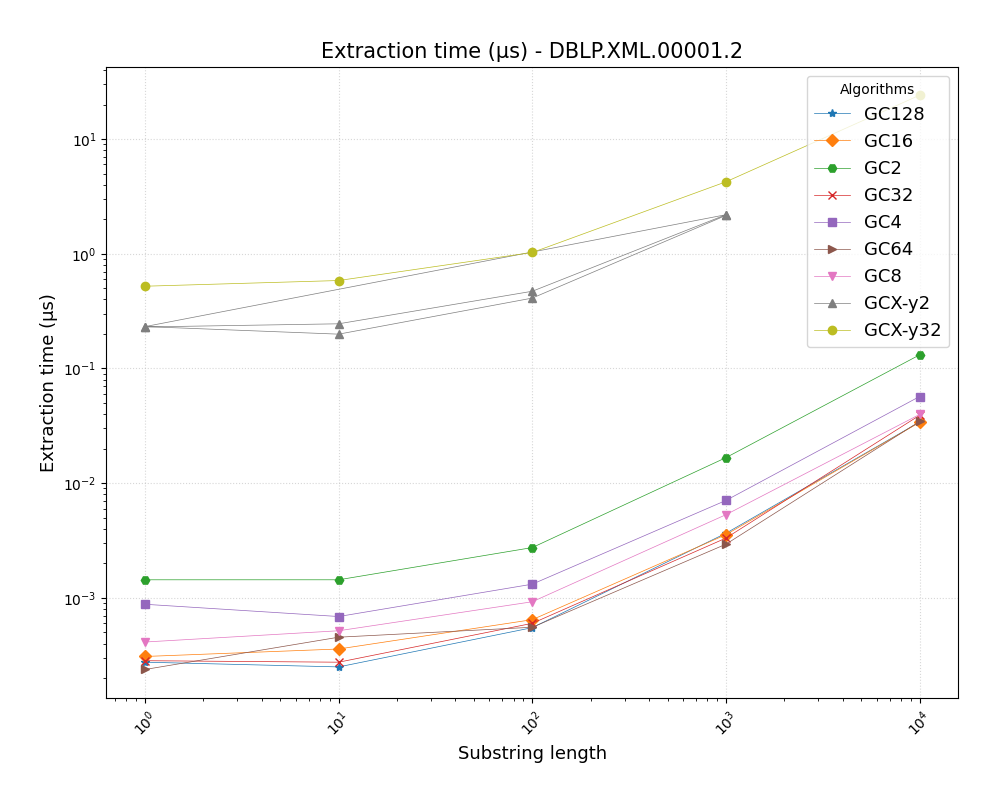 Extraction time (µs) - DBLP.XML.00001.2
Algorithms
GC128
GC16
GC2
GC32
GC4
GC64
GC8
GCX-y2
GCX-y32
Extraction time (µs)
10¹
10⁰
10⁻¹
10⁻²
10⁻³
10⁰
10¹
10²
10³
10⁴
Substring length